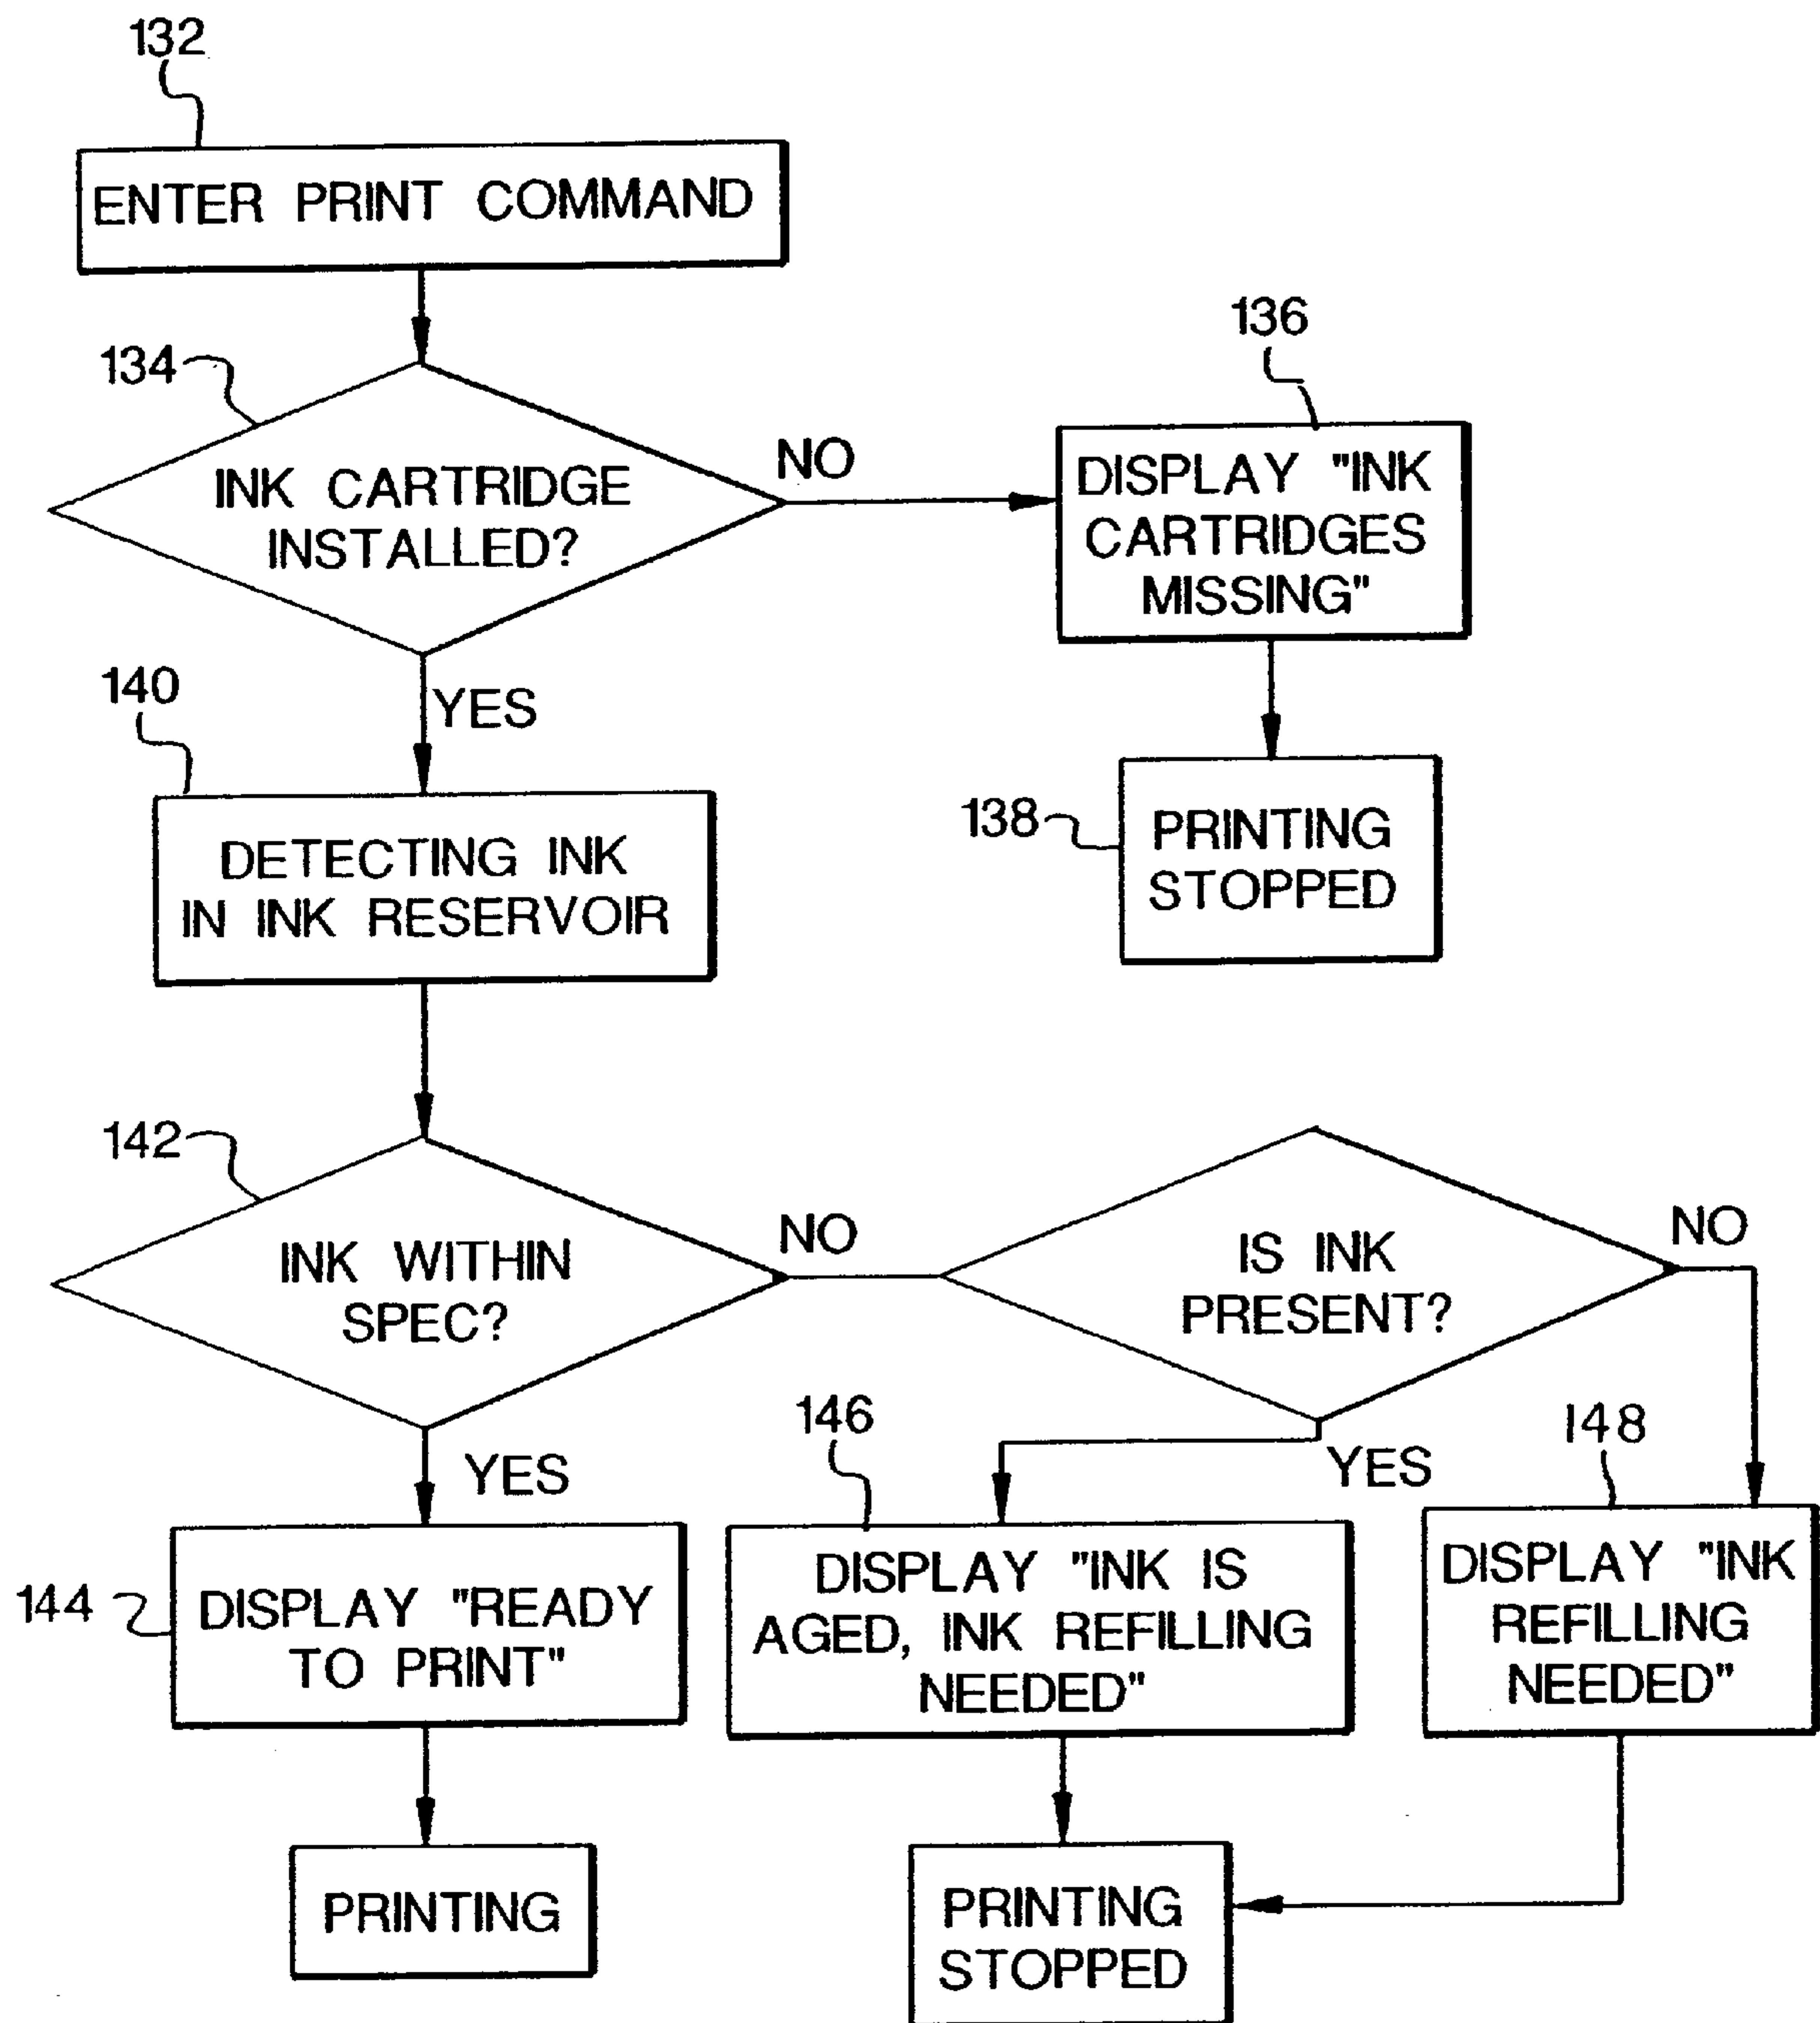 132
ENTER PRINT COMMAND
134
INK CARTRIDGE
INSTALLED?
NO
136
DISPLAY "INK
CARTRIDGES
MISSING"
138
PRINTING
STOPPED
YES
140
DETECTING INK
IN INK RESERVOIR
142
INK WITHIN
SPEC?
NO
IS INK
PRESENT?
NO
YES
144
DISPLAY "READY
TO PRINT"
PRINTING
YES
146
DISPLAY "INK IS
AGED, INK REFILLING
NEEDED"
148
DISPLAY "INK
REFILLING
NEEDED"
PRINTING
STOPPED